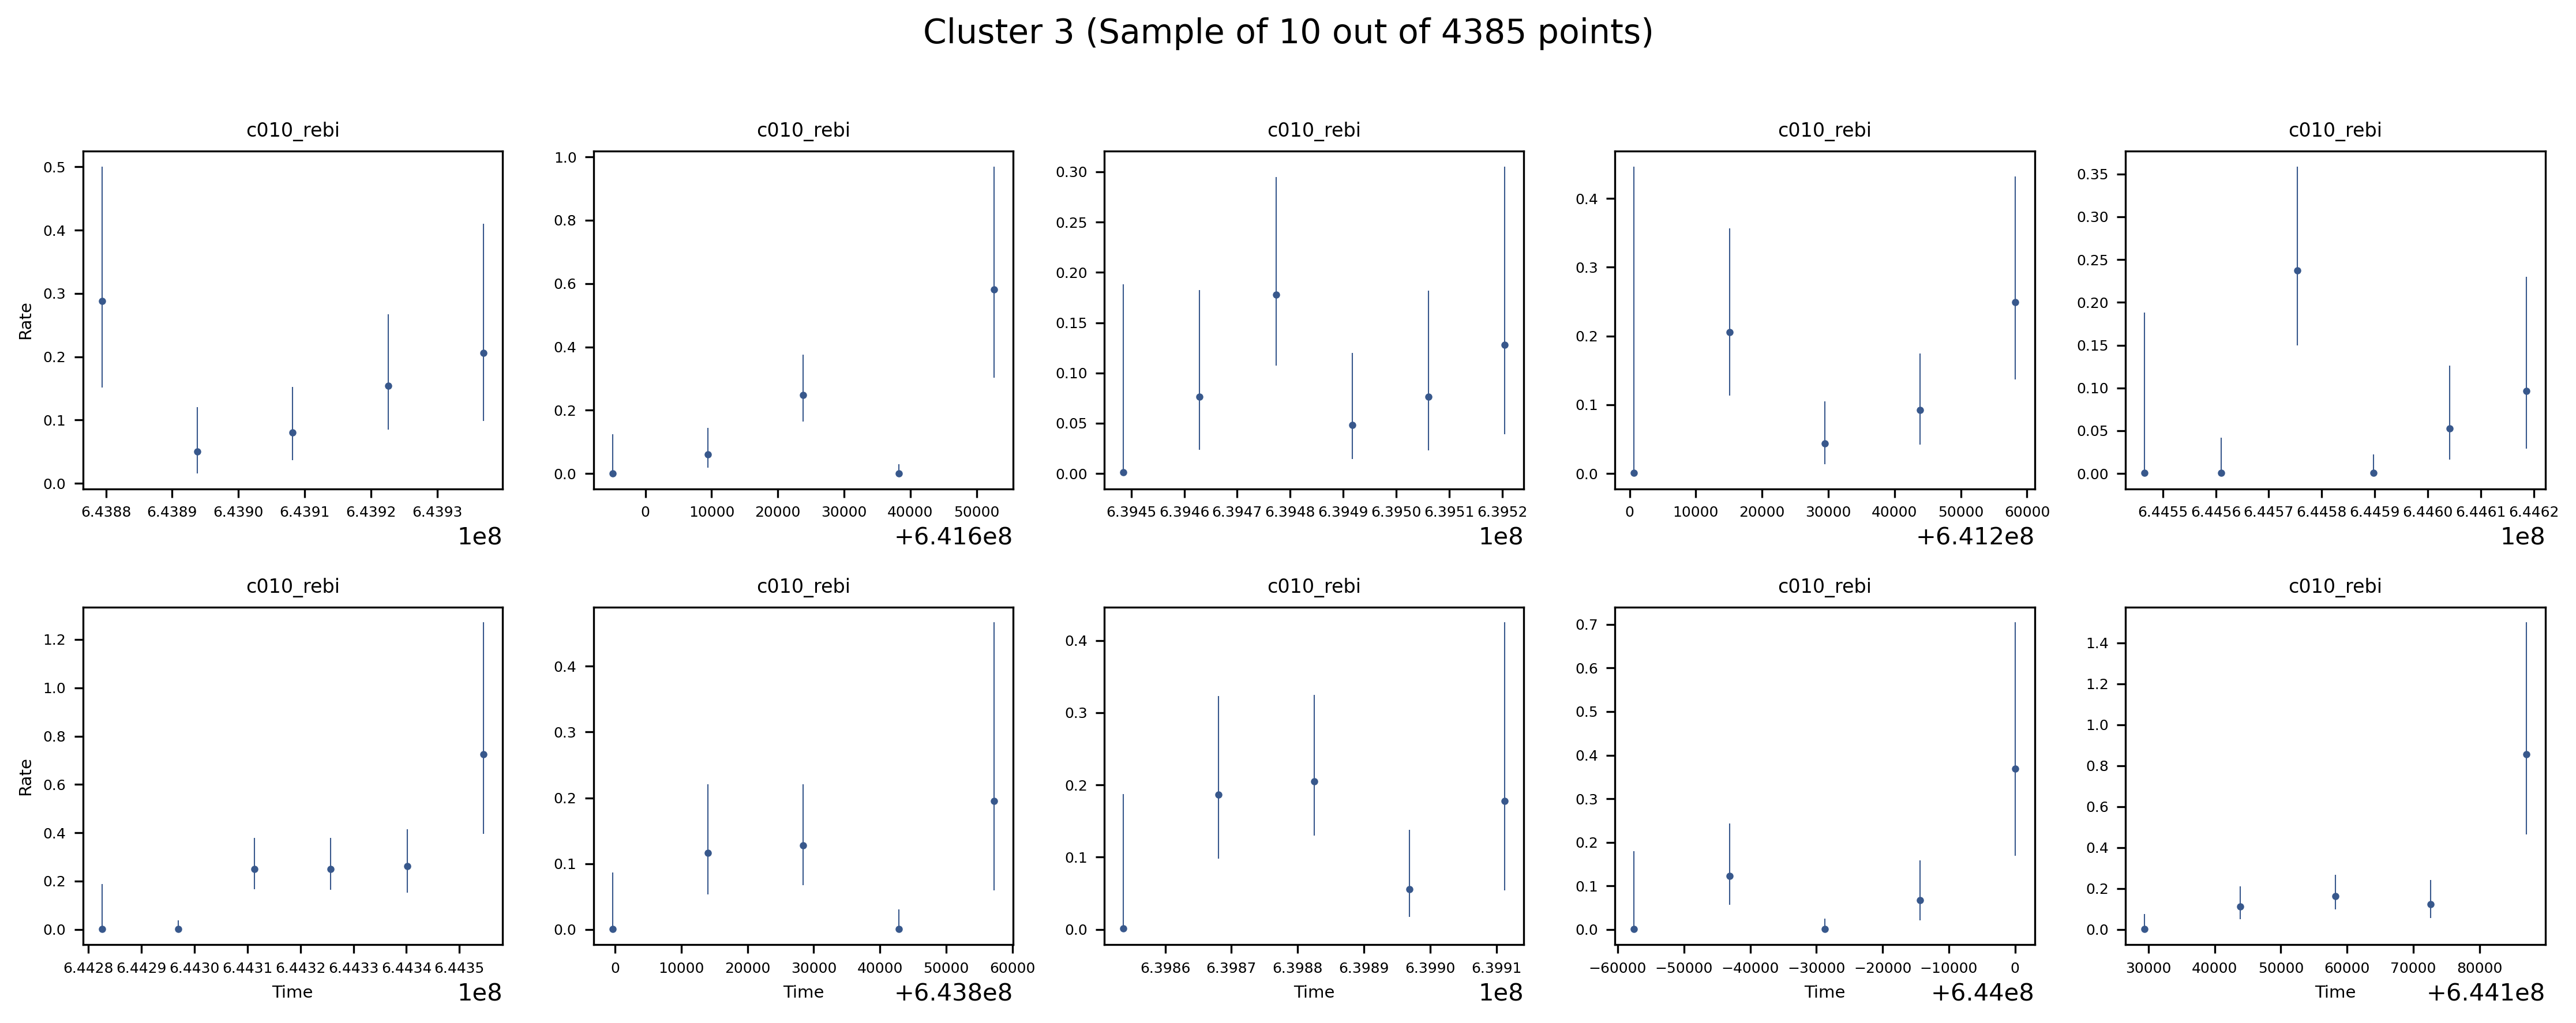 Cluster 3 (Sample of 10 out of 4385 points)
c010_rebi c010_rebi c010_rebi c010_rebi c010_rebi
Rate
0.5
0.4
0.3
0.2
0.1
0.0
6.4388 6.4389 6.4390 6.4391 6.4392 6.4393
1e8
1.0
0.8
0.6
0.4
0.2
0.0
0 10000 20000 30000 40000 50000
+6.416e8
0.30
0.25
0.20
0.15
0.10
0.05
0.00
6.3945 6.3946 6.3947 6.3948 6.3949 6.3950 6.3951 6.3952
1e8
0.4
0.3
0.2
0.1
0.0
0 10000 20000 30000 40000 50000 60000
+6.412e8
0.35
0.30
0.25
0.20
0.15
0.10
0.05
0.00
6.4455 6.4456 6.4457 6.4458 6.4459 6.4460 6.4461 6.4462
1e8
c010_rebi c010_rebi c010_rebi c010_rebi c010_rebi
Rate
1.2
1.0
0.8
0.6
0.4
0.2
0.0
6.4428 6.4429 6.4430 6.4431 6.4432 6.4433 6.4434 6.4435
Time 1e8
0.4
0.3
0.2
0.1
0.0
0 10000 20000 30000 40000 50000 60000
Time +6.438e8
0.4
0.3
0.2
0.1
0.0
6.3986 6.3987 6.3988 6.3989 6.3990 6.3991
Time 1e8
0.7
0.6
0.5
0.4
0.3
0.2
0.1
0.0
−60000 −50000 −40000 −30000 −20000 −10000 0
Time +6.44e8
1.4
1.2
1.0
0.8
0.6
0.4
0.2
0.0
30000 40000 50000 60000 70000 80000
Time +6.441e8